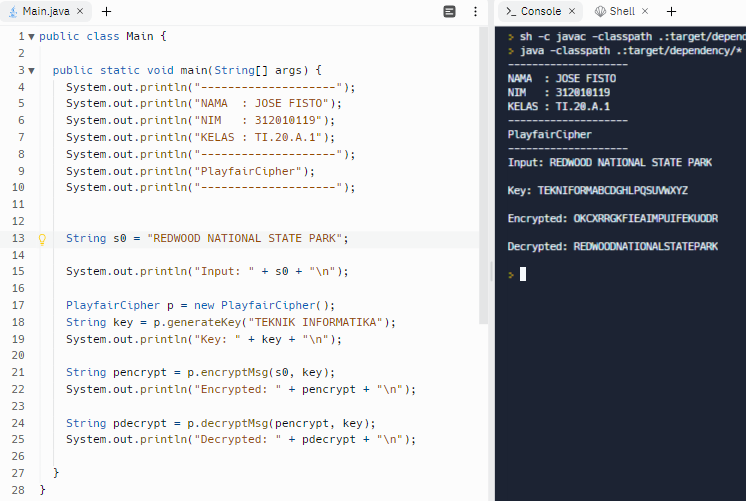 Main.java × +
1 public class Main {
2
3 public static void main(String[] args) {
4 System.out.println("--------------------");
5 System.out.println("NAMA  : JOSE FISTO");
6 System.out.println("NIM   : 312010119");
7 System.out.println("KELAS : TI.20.A.1");
8 System.out.println("--------------------");
9 System.out.println("PlayfairCipher");
10 System.out.println("--------------------");
11
12
13 String s0 = "REDWOOD NATIONAL STATE PARK";
14
15 System.out.println("Input: " + s0 + "\n");
16
17 PlayfairCipher p = new PlayfairCipher();
18 String key = p.generateKey("TEKNIK INFORMATIKA");
19 System.out.println("Key: " + key + "\n");
20
21 String pencrypt = p.encryptMsg(s0, key);
22 System.out.println("Encrypted: " + pencrypt + "\n");
23
24 String pdecrypt = p.decryptMsg(pencrypt, key);
25 System.out.println("Decrypted: " + pdecrypt + "\n");
26
27 }
28 }
>_ Console × Shell × +
> sh -c javac -classpath .:target/depend
> java -classpath .:target/dependency/*
--------------------
NAMA  : JOSE FISTO
NIM   : 312010119
KELAS : TI.20.A.1
--------------------
PlayfairCipher
--------------------
Input: REDWOOD NATIONAL STATE PARK
Key: TEKNIFORMABCDGHLPQSUVWXYZ
Encrypted: OKCXRRGKFIEAIMPUIFEKUODR
Decrypted: REDWOODNATIONALSTATEPARK
>